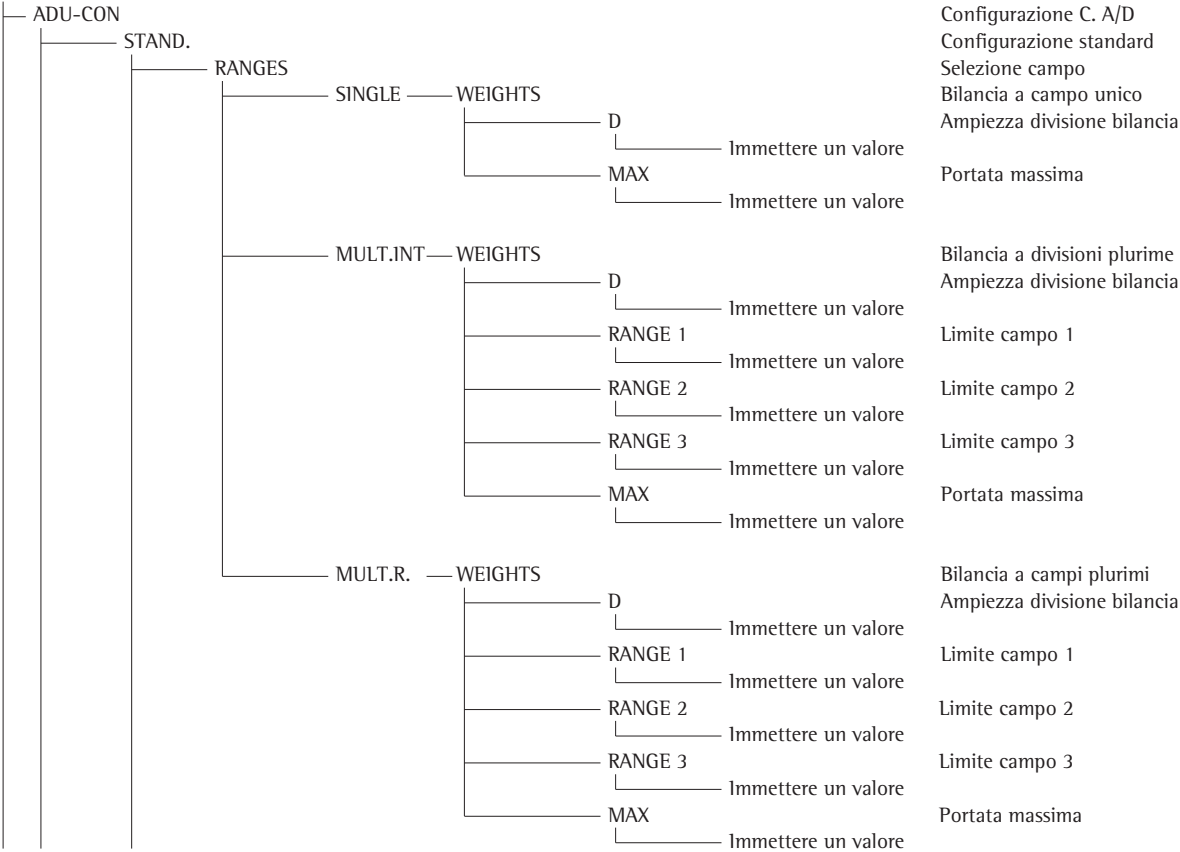 ADU-CON Configurazione C. A/D
STAND. Configurazione standard
RANGES Selezione campo
SINGLE WEIGHTS Bilancia a campo unico
D Ampiezza divisione bilancia
Immettere un valore
MAX Portata massima
Immettere un valore
MULT.INT WEIGHTS Bilancia a divisioni plurime
D Ampiezza divisione bilancia
Immettere un valore
RANGE 1 Limite campo 1
Immettere un valore
RANGE 2 Limite campo 2
Immettere un valore
RANGE 3 Limite campo 3
Immettere un valore
MAX Portata massima
Immettere un valore
MULT.R. WEIGHTS Bilancia a campi plurimi
D Ampiezza divisione bilancia
Immettere un valore
RANGE 1 Limite campo 1
Immettere un valore
RANGE 2 Limite campo 2
Immettere un valore
RANGE 3 Limite campo 3
Immettere un valore
MAX Portata massima
Immettere un valore